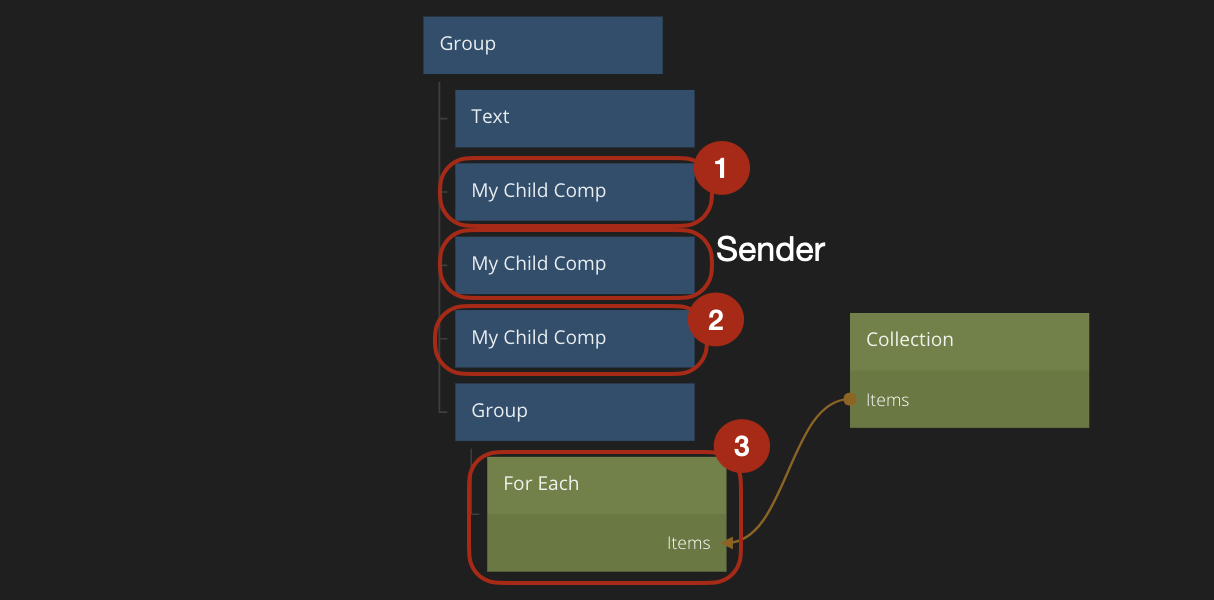 Group
Text
My Child Comp
1
My Child Comp
Sender
My Child Comp
2
Group
For Each
Items
3
Collection
Items